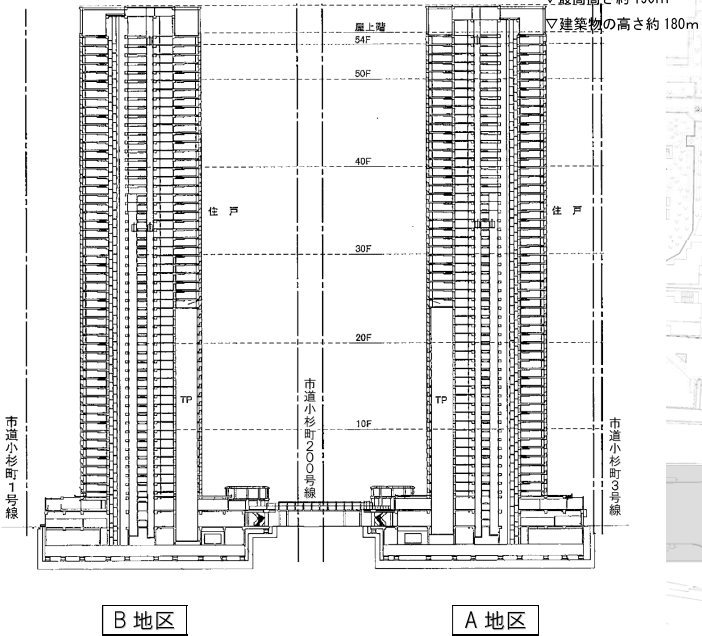 ▽最高高さ約190m
▽建築物の高さ約180m
屋上階
54F
50F
40F
住 戸
住 戸
30F
20F
TP
TP
10F
市道小杉町1号線
市道小杉町200号線
市道小杉町3号線
B 地区
A 地区